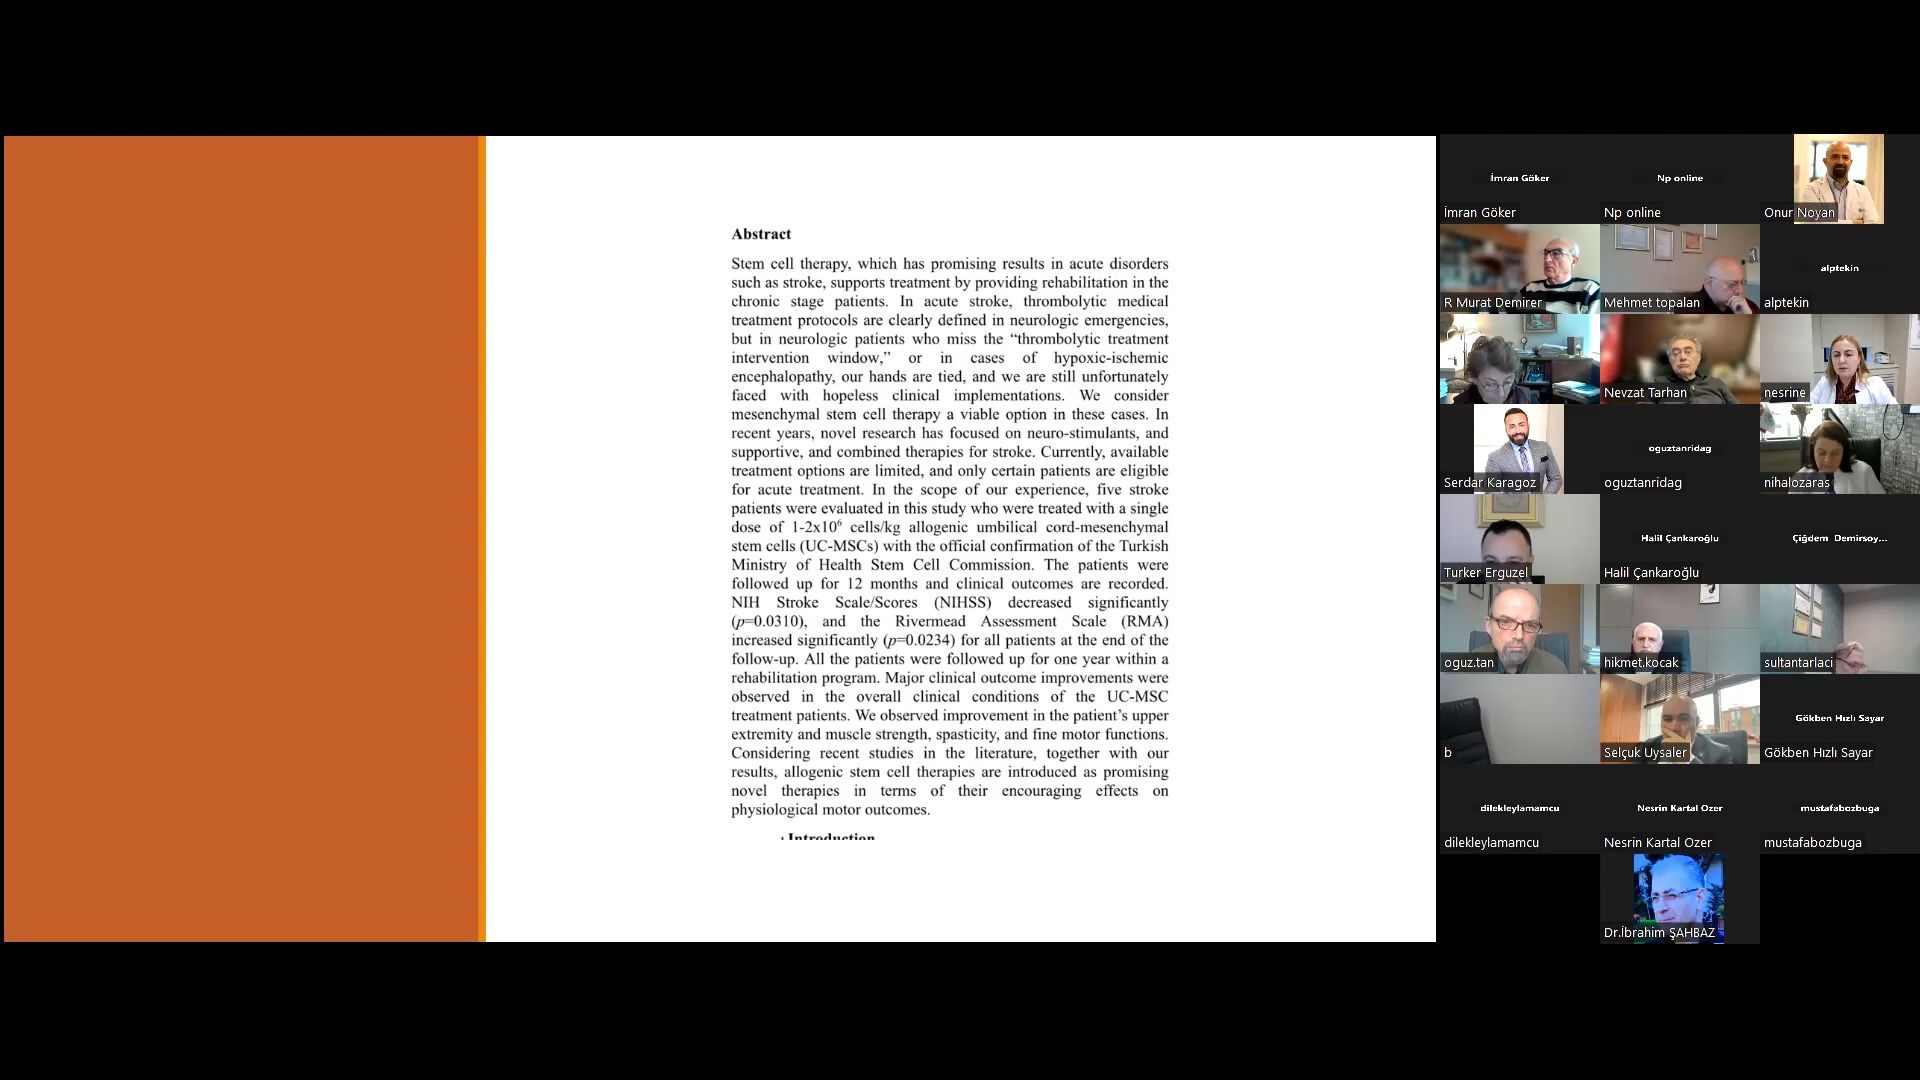 Abstract
Stem cell therapy, which has promising results in acute disorders
such as stroke, supports treatment by providing rehabilitation in the
chronic stage patients. In acute stroke, thrombolytic medical
treatment protocols are clearly defined in neurologic emergencies,
but in neurologic patients who miss the “thrombolytic treatment
intervention window,” or in cases of hypoxic-ischemic
encephalopathy, our hands are tied, and we are still unfortunately
faced with hopeless clinical implementations. We consider
mesenchymal stem cell therapy a viable option in these cases. In
recent years, novel research has focused on neuro-stimulants, and
supportive, and combined therapies for stroke. Currently, available
treatment options are limited, and only certain patients are eligible
for acute treatment. In the scope of our experience, five stroke
patients were evaluated in this study who were treated with a single
dose of 1-2x10⁶ cells/kg allogenic umbilical cord-mesenchymal
stem cells (UC-MSCs) with the official confirmation of the Turkish
Ministry of Health Stem Cell Commission. The patients were
followed up for 12 months and clinical outcomes are recorded.
NIH Stroke Scale/Scores (NIHSS) decreased significantly
(p=0.0310), and the Rivermead Assessment Scale (RMA)
increased significantly (p=0.0234) for all patients at the end of the
follow-up. All the patients were followed up for one year within a
rehabilitation program. Major clinical outcome improvements were
observed in the overall clinical conditions of the UC-MSC
treatment patients. We observed improvement in the patient’s upper
extremity and muscle strength, spasticity, and fine motor functions.
Considering recent studies in the literature, together with our
results, allogenic stem cell therapies are introduced as promising
novel therapies in terms of their encouraging effects on
physiological motor outcomes.
Introduction
İmran Göker
Np online
İmran Göker
Np online
Onur Noyan
alptekin
R Murat Demirer
Mehmet topalan
alptekin
Nevzat Tarhan
nesrine
oguztanridag
Serdar Karagoz
oguztanridag
nihalozaras
Halil Çankaroğlu
Çiğdem Demirsoy...
Turker Erguzel
Halil Çankaroğlu
oguz.tan
hikmet.kocak
sultantarlaci
Gökben Hızlı Sayar
b
Selçuk Uysaler
Gökben Hızlı Sayar
dilekleylamamcu
Nesrin Kartal Ozer
mustafabozbuga
dilekleylamamcu
Nesrin Kartal Ozer
mustafabozbuga
Dr.İbrahim ŞAHBAZ